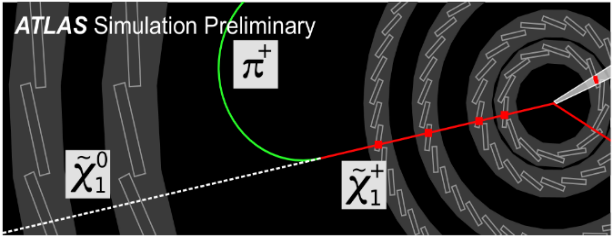 ATLAS Simulation Preliminary
π⁺
χ̃₁⁰
χ̃₁⁺